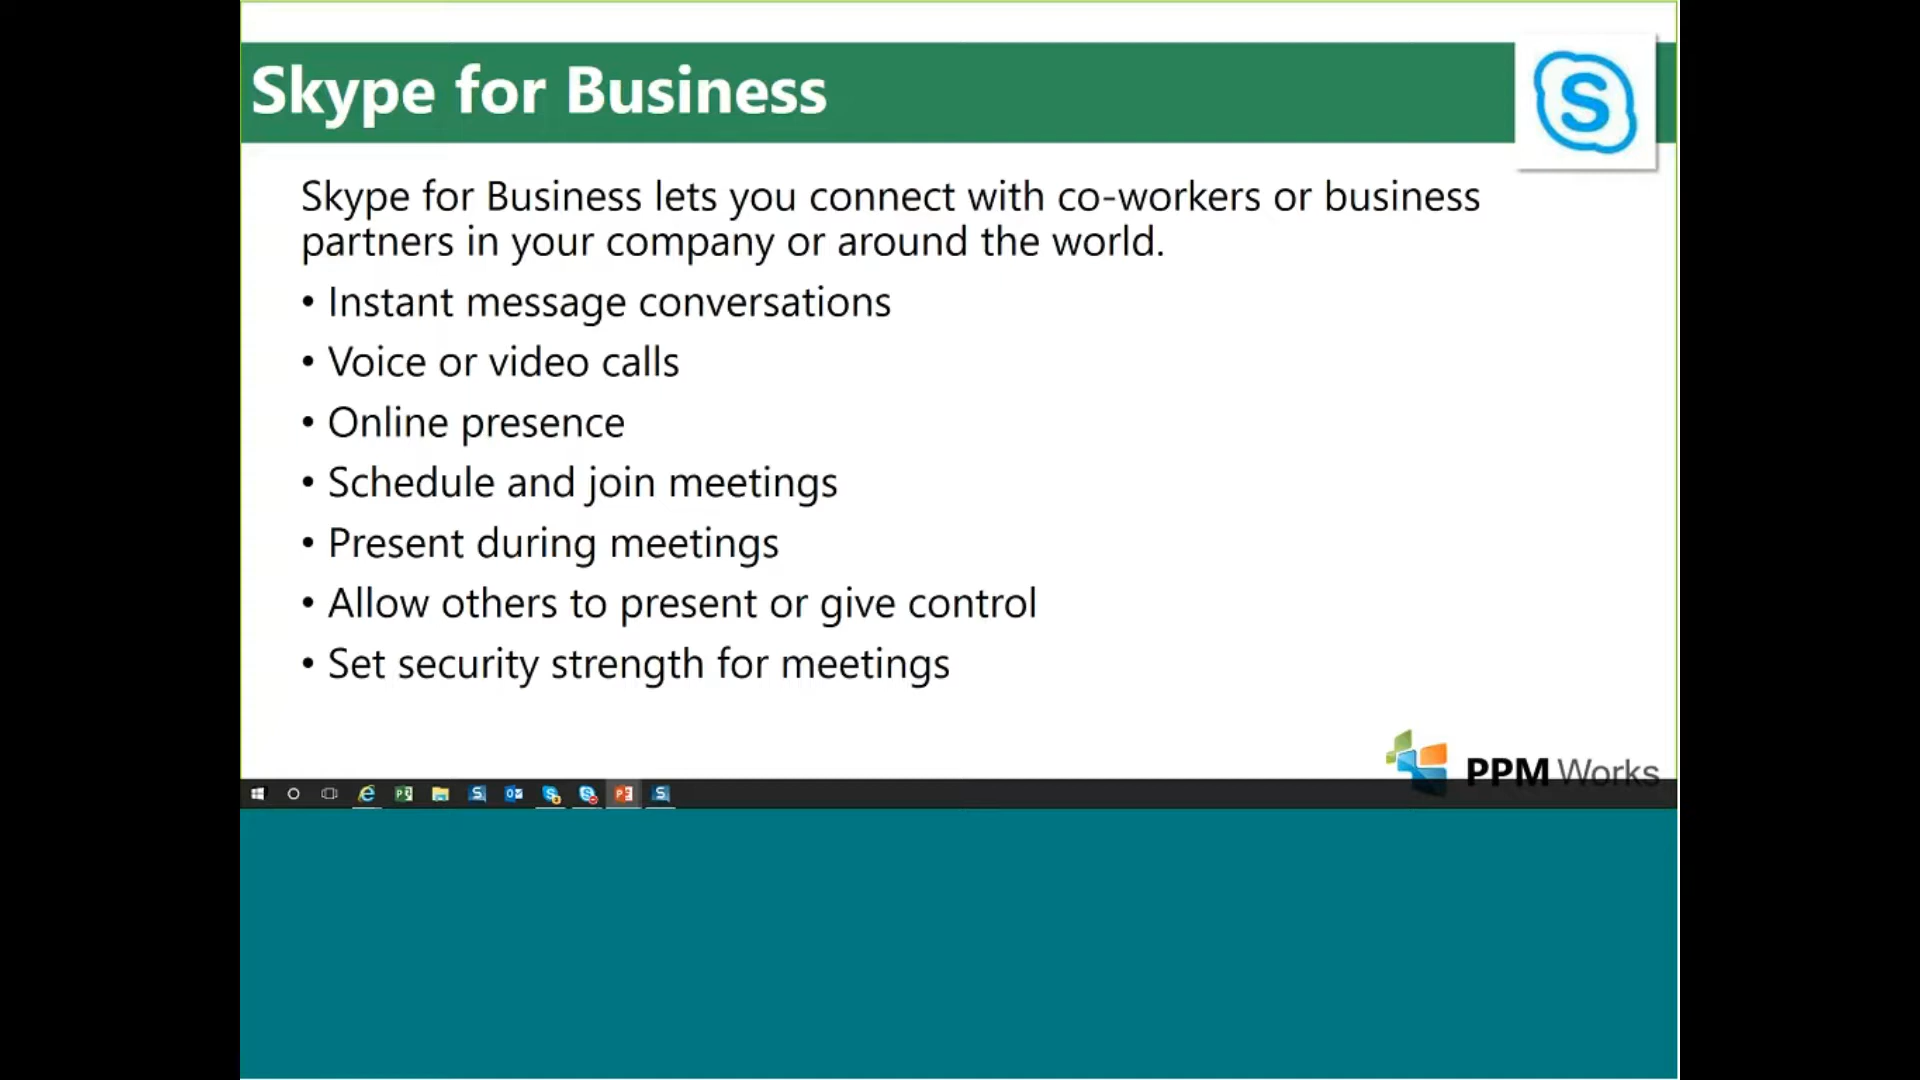 Skype for Business
S
Skype for Business lets you connect with co-workers or business
partners in your company or around the world.
• Instant message conversations
• Voice or video calls
• Online presence
• Schedule and join meetings
• Present during meetings
• Allow others to present or give control
• Set security strength for meetings
PPM Works